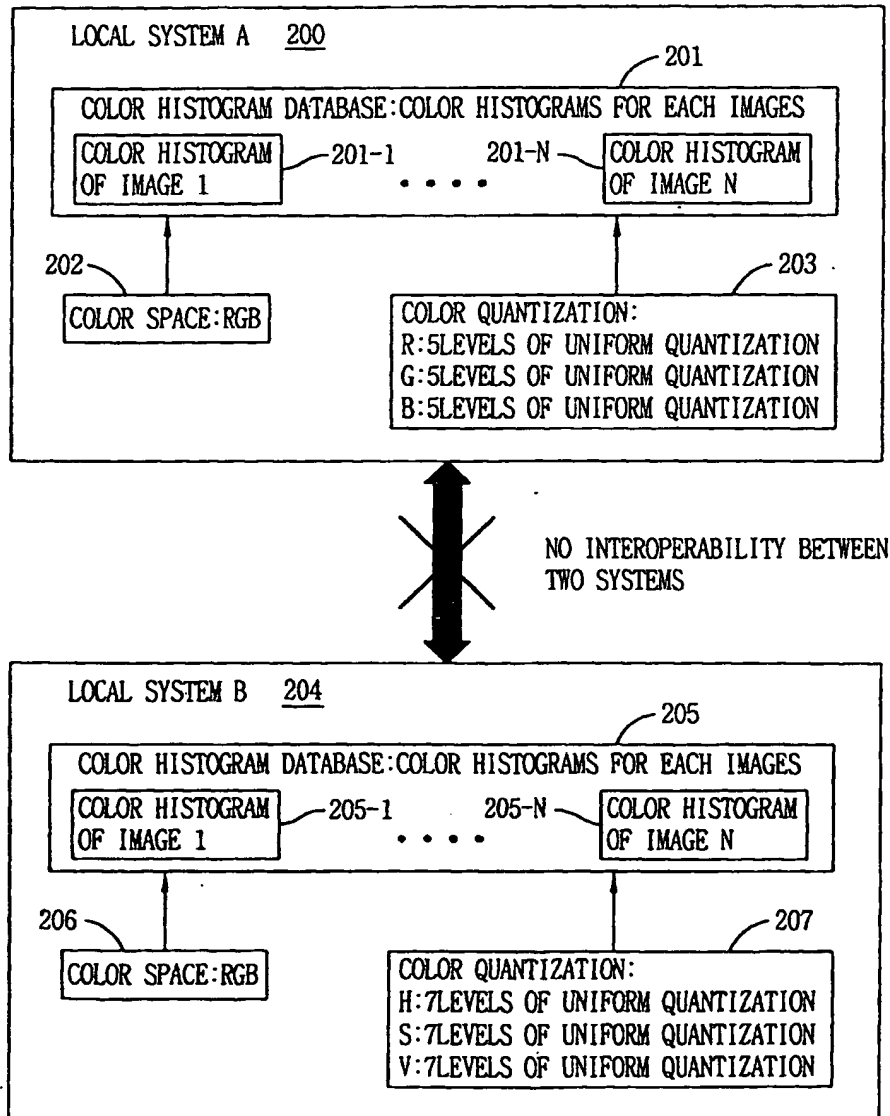 LOCAL SYSTEM A 200
201
COLOR HISTOGRAM DATABASE:COLOR HISTOGRAMS FOR EACH IMAGES
COLOR HISTOGRAM
OF IMAGE 1
201-1
201-N
COLOR HISTOGRAM
OF IMAGE N
202
203
COLOR SPACE:RGB
COLOR QUANTIZATION:
R:5LEVELS OF UNIFORM QUANTIZATION
G:5LEVELS OF UNIFORM QUANTIZATION
B:5LEVELS OF UNIFORM QUANTIZATION
NO INTEROPERABILITY BETWEEN
TWO SYSTEMS
LOCAL SYSTEM B 204
205
COLOR HISTOGRAM DATABASE:COLOR HISTOGRAMS FOR EACH IMAGES
COLOR HISTOGRAM
OF IMAGE 1
205-1
205-N
COLOR HISTOGRAM
OF IMAGE N
206
207
COLOR SPACE:RGB
COLOR QUANTIZATION:
H:7LEVELS OF UNIFORM QUANTIZATION
S:7LEVELS OF UNIFORM QUANTIZATION
V:7LEVELS OF UNIFORM QUANTIZATION